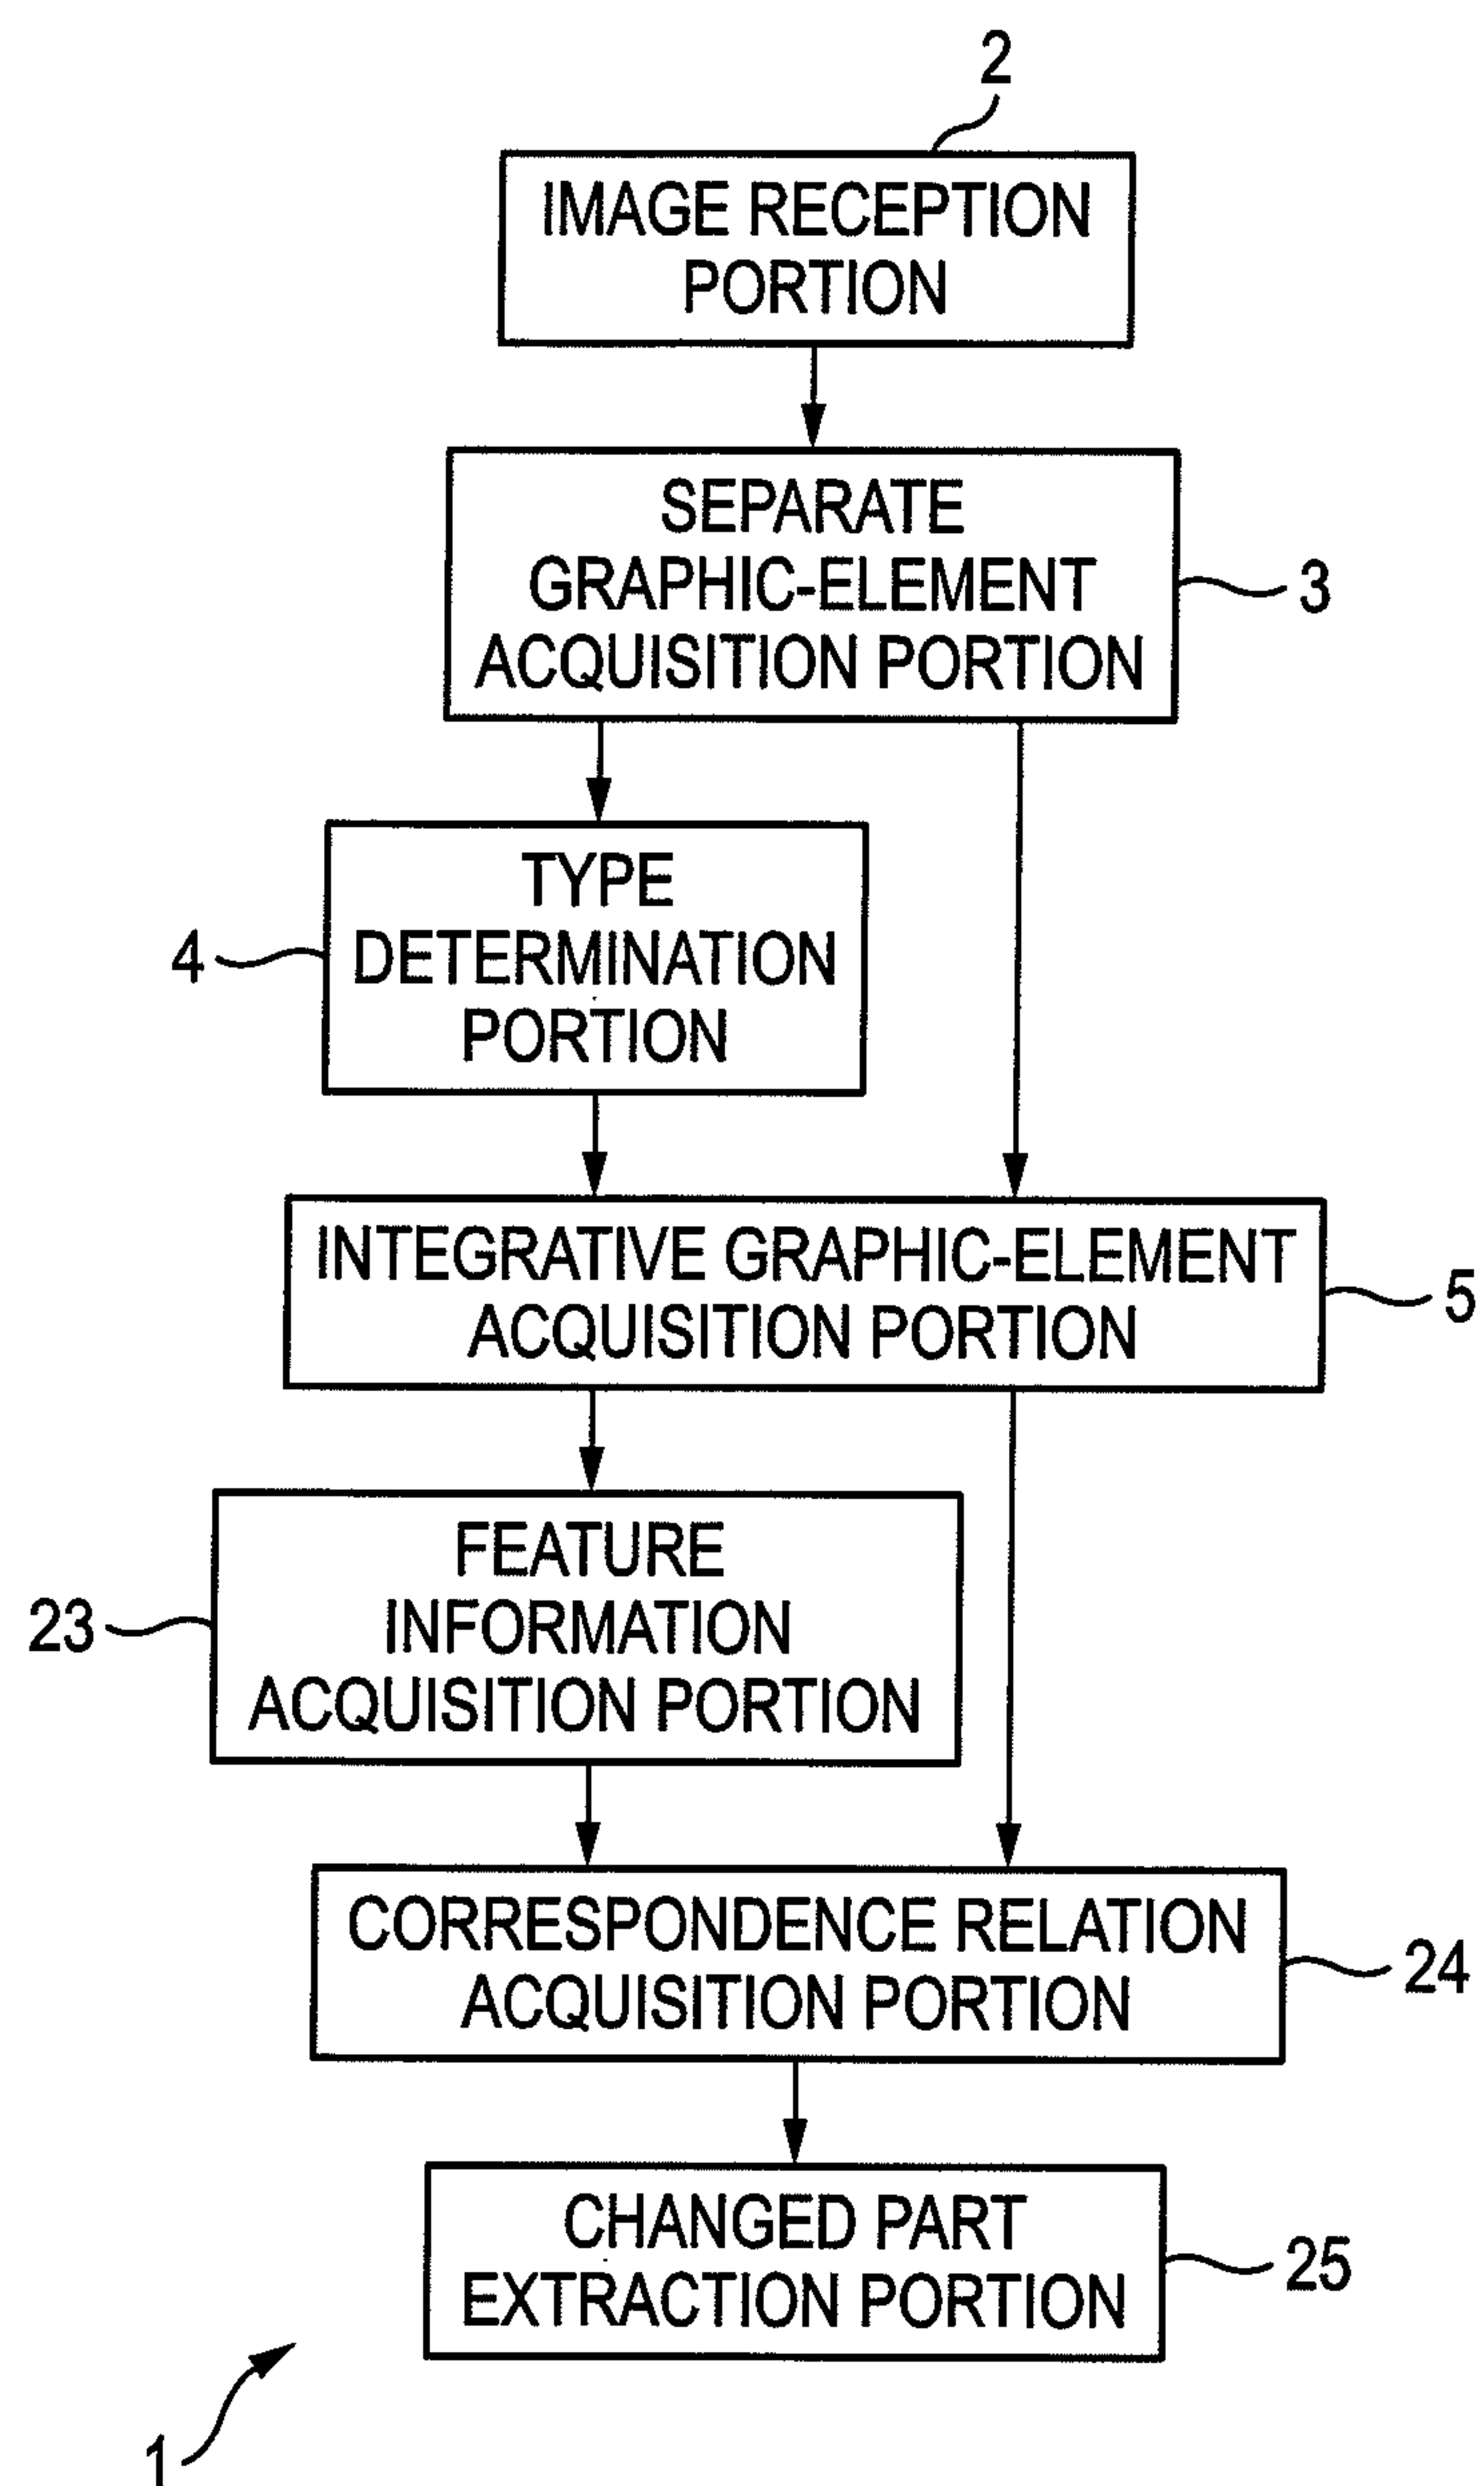 2
IMAGE RECEPTION
PORTION
SEPARATE
GRAPHIC-ELEMENT
ACQUISITION PORTION
3
TYPE
DETERMINATION
PORTION
4
INTEGRATIVE GRAPHIC-ELEMENT
ACQUISITION PORTION
5
FEATURE
INFORMATION
ACQUISITION PORTION
23
CORRESPONDENCE RELATION
ACQUISITION PORTION
24
CHANGED PART
EXTRACTION PORTION
25
1